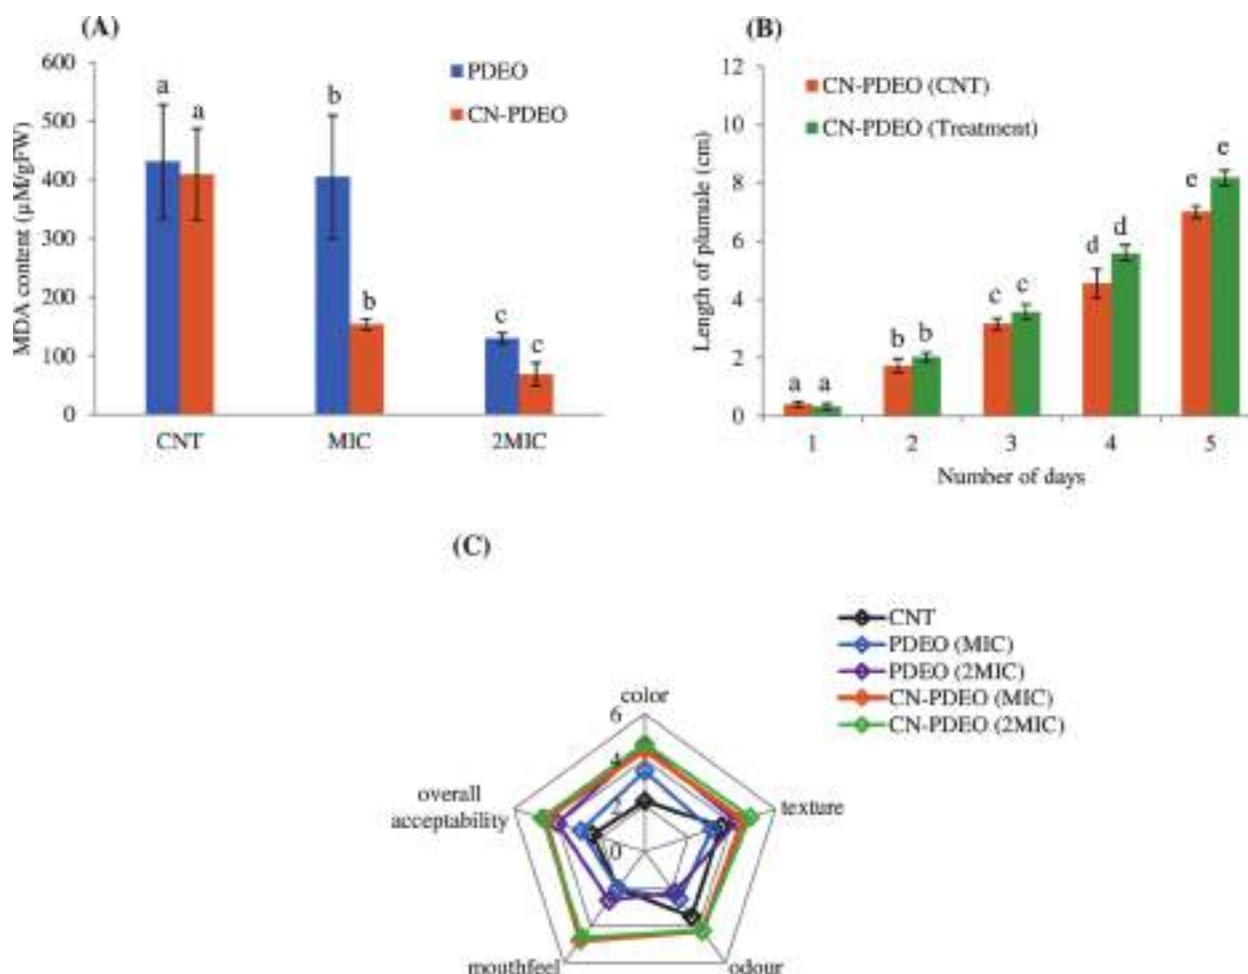 (A)
600
500
400
300
200
100
0
MDA content (µM/gFW)
a
a
b
b
c
c
PDEO
CN-PDEO
CNT
MIC
2MIC
(B)
12
10
8
6
4
2
0
Length of plumule (cm)
CN-PDEO (CNT)
CN-PDEO (Treatment)
a
a
b
b
c
c
d
d
e
e
1
2
3
4
5
Number of days
(C)
CNT
PDEO (MIC)
PDEO (2MIC)
CN-PDEO (MIC)
CN-PDEO (2MIC)
color
6
4
2
0
overall
acceptability
texture
mouthfeel
odour